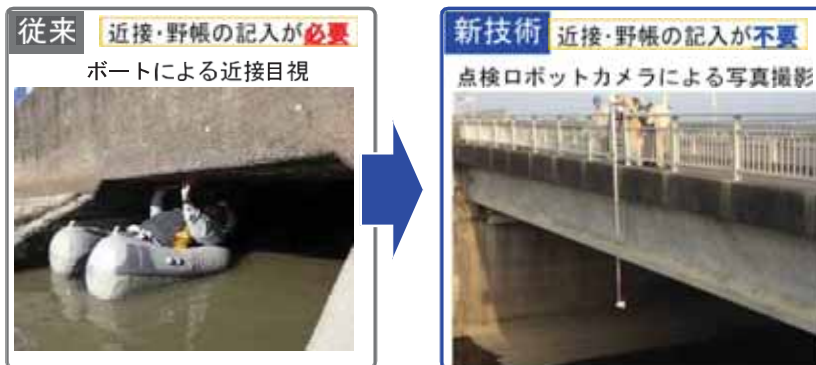 従来
近接・野帳の記入が必要
ボートによる近接目視
新技術
近接・野帳の記入が不要
点検ロボットカメラによる写真撮影